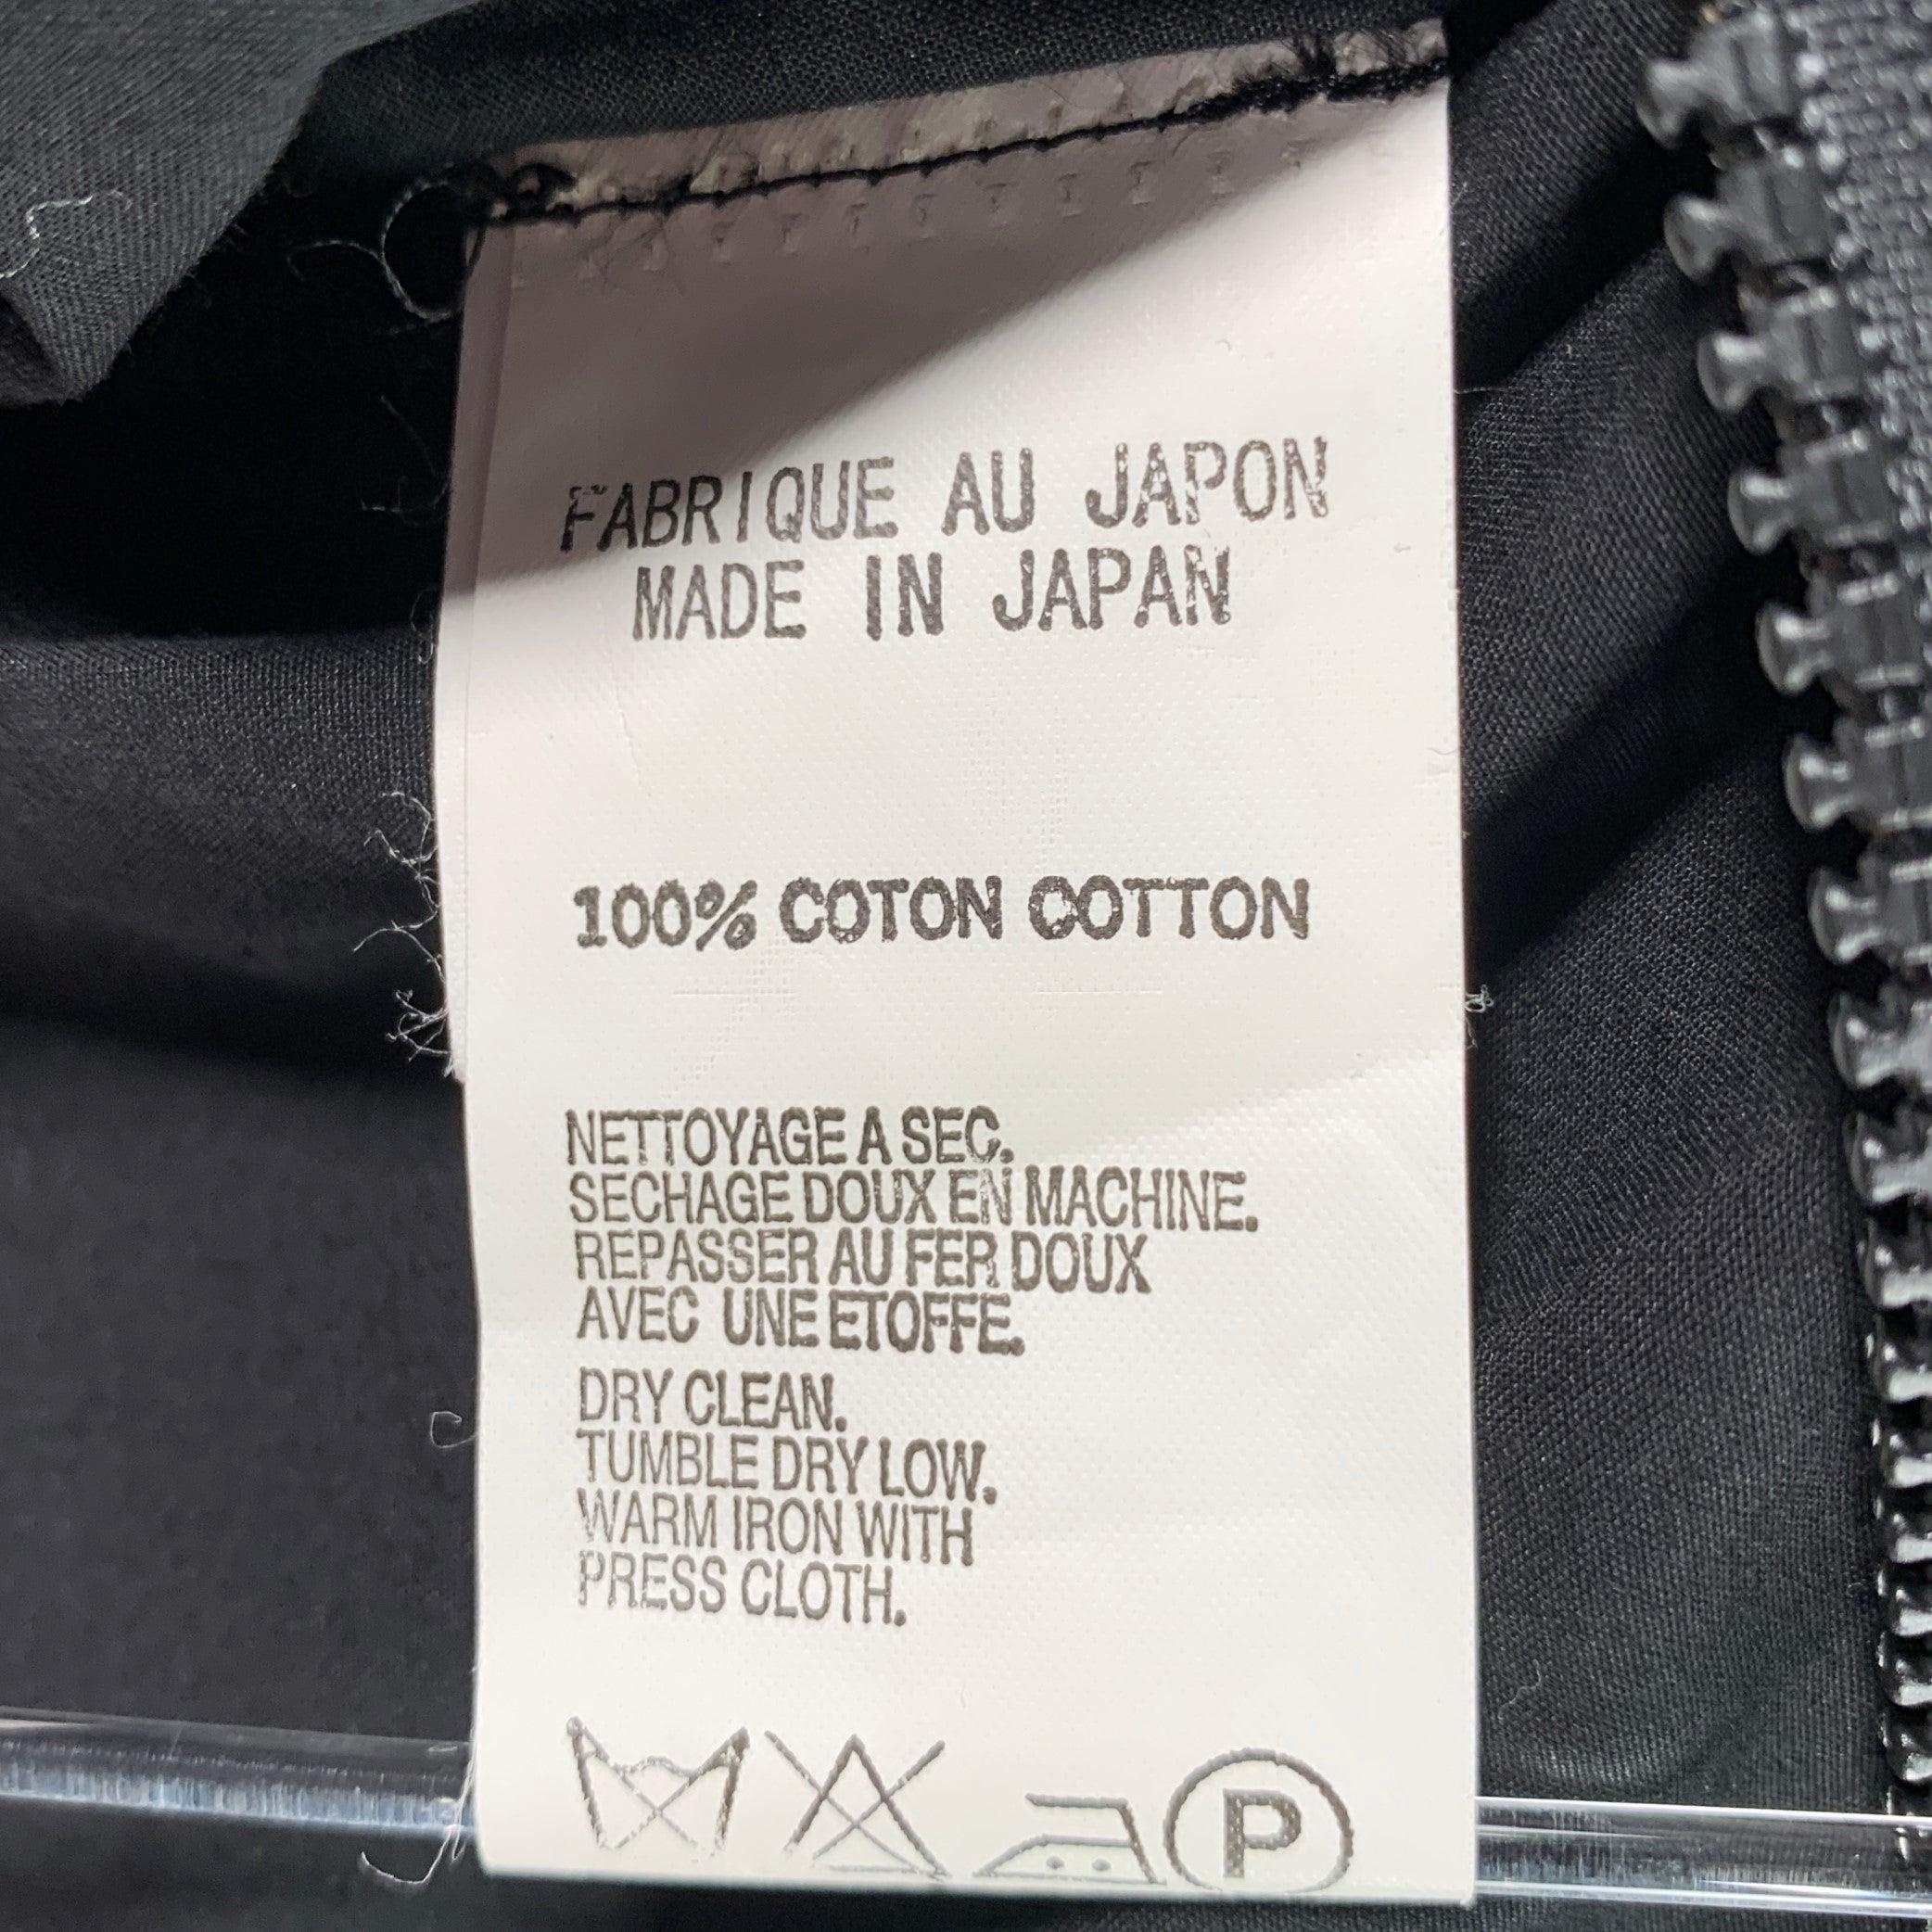 FABRIQUE AU JAPON
MADE IN JAPAN
100% COTON COTTON
NETTOYAGE A SEC.
SECHAGE DOUX EN MACHINE.
REPASSER AU FER DOUX
AVEC UNE ETOFFE.
DRY CLEAN.
TUMBLE DRY LOW.
WARM IRON WITH
PRESS CLOTH.
P